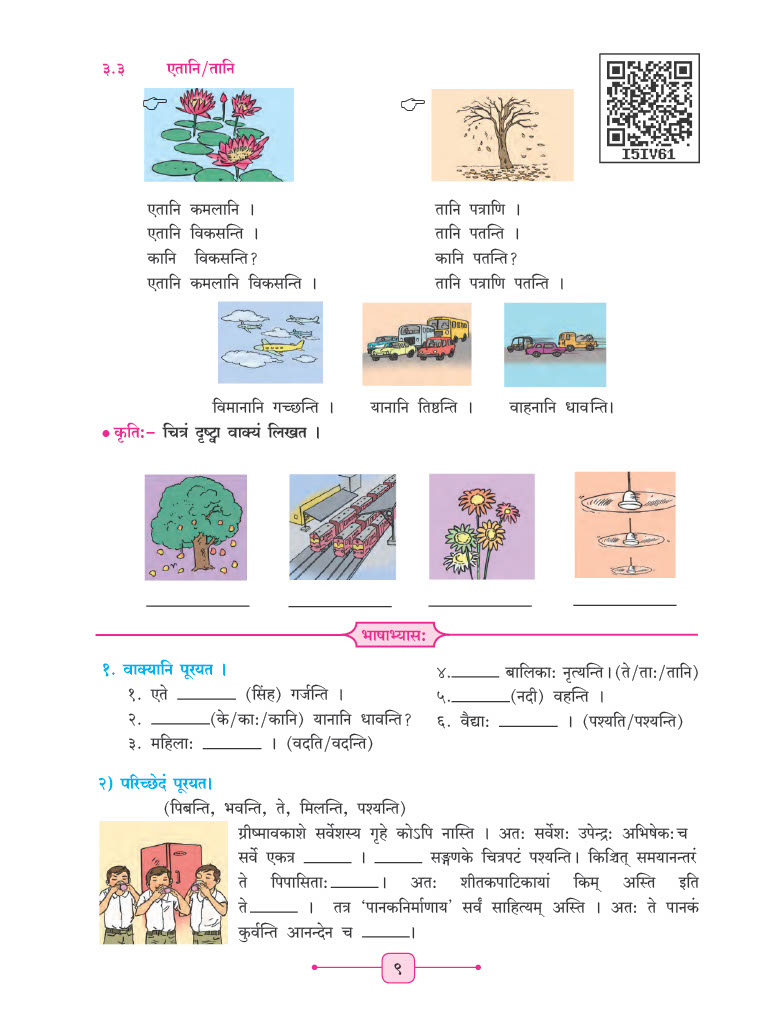 ३.३ एतानि/तानि
I5IV61
एतानि कमलानि ।
एतानि विकसन्ति ।
कानि विकसन्ति?
एतानि कमलानि विकसन्ति ।
तानि पत्राणि ।
तानि पतन्ति ।
कानि पतन्ति?
तानि पत्राणि पतन्ति ।
विमानानि गच्छन्ति । यानानि तिष्ठन्ति । वाहनानि धावन्ति।
• कृतिः- चित्रं दृष्ट्वा वाक्यं लिखत ।
भाषाभ्यासः
१. वाक्यानि पूरयत ।
१. एते ______ (सिंह) गर्जन्ति ।
२. ______(के/काः/कानि) यानानि धावन्ति?
३. महिलाः ______ । (वदति/वदन्ति)
४.______ बालिकाः नृत्यन्ति।(ते/ताः/तानि)
५.______(नदी) वहन्ति ।
६. वैद्याः ______ । (पश्यति/पश्यन्ति)
२) परिच्छेदं पूरयत।
(पिबन्ति, भवन्ति, ते, मिलन्ति, पश्यन्ति)
ग्रीष्मावकाशे सर्वेशस्य गृहे कोऽपि नास्ति । अतः सर्वेशः उपेन्द्रः अभिषेकः च
सर्वे एकत्र ______ । ______ सङ्गणके चित्रपटं पश्यन्ति। किञ्चित् समयानन्तरं
ते पिपासिताः______। अतः शीतकपाटिकायां किम् अस्ति इति
ते______ । तत्र ‘पानकनिर्माणाय’ सर्वं साहित्यम् अस्ति । अतः ते पानकं
कुर्वन्ति आनन्देन च ______।
९